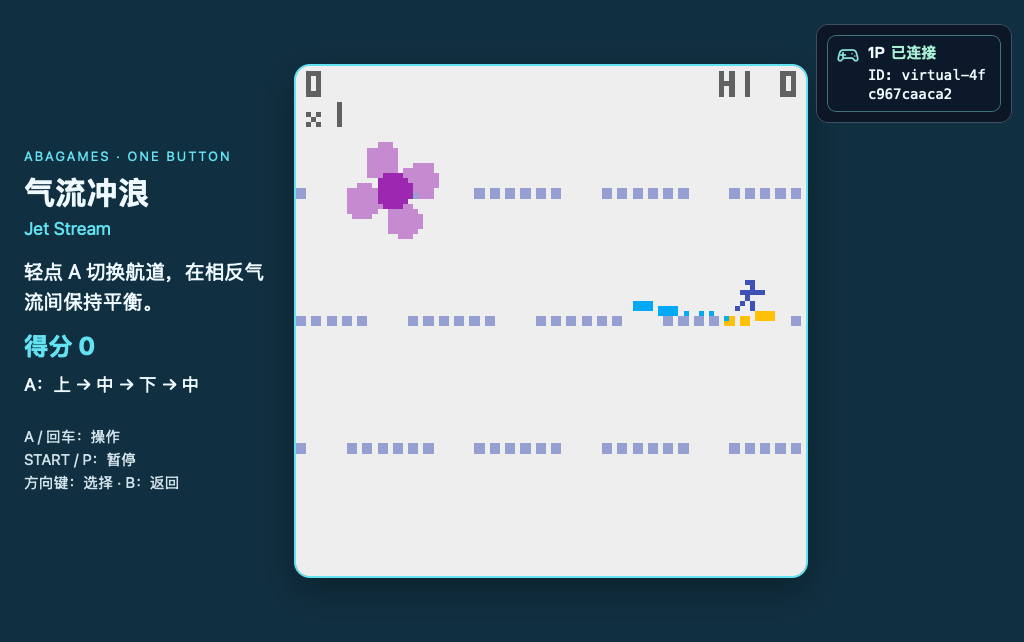 ABAGAMES · ONE BUTTON
气流冲浪
Jet Stream
轻点 A 切换航道，在相反气
流间保持平衡。
得分 0
A：上 → 中 → 下 → 中
A / 回车：操作
START / P：暂停
方向键：选择 · B：返回
0
HI 0
x 1
1P 已连接
ID: virtual-4f
c967caaca2